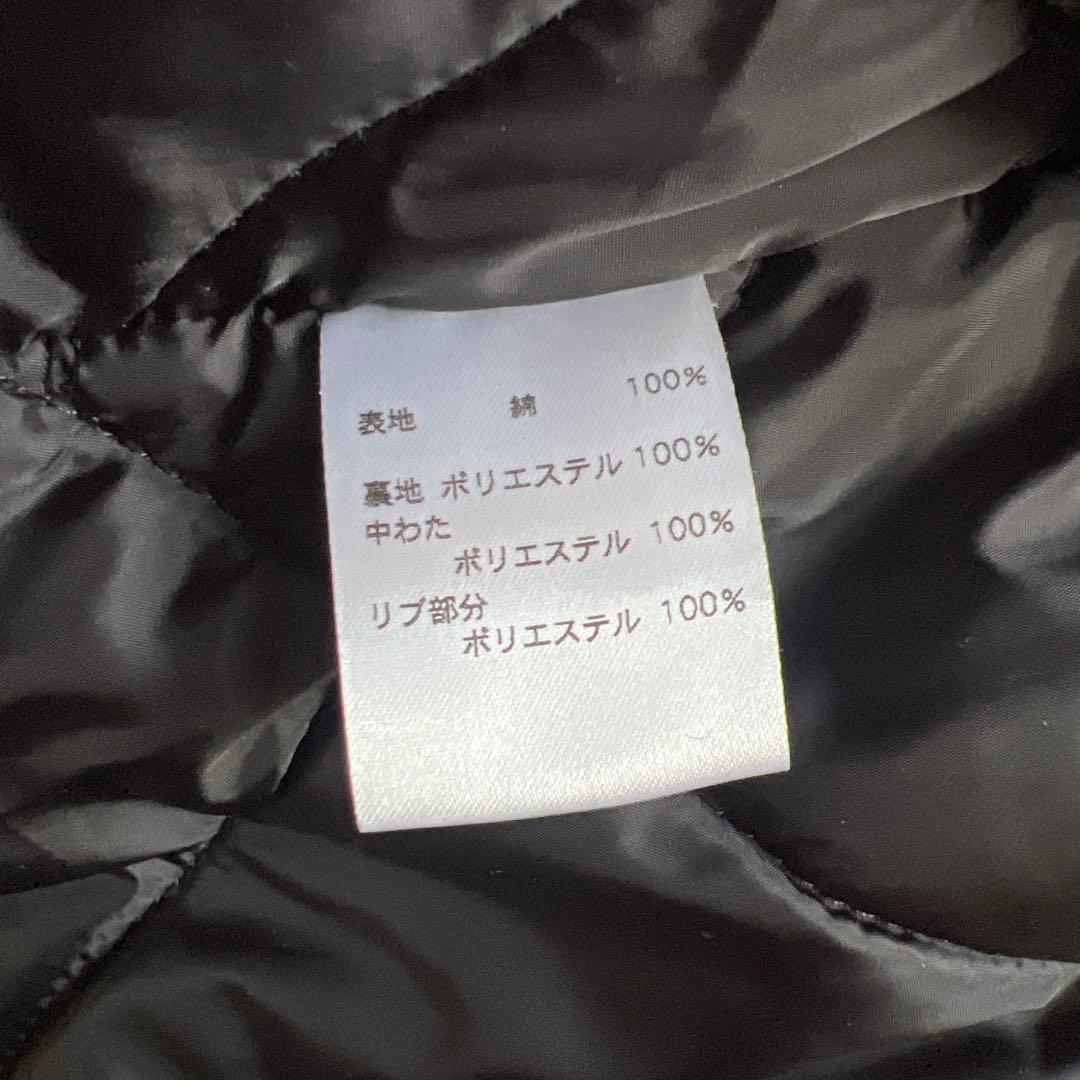 表地 綿 100%
裏地 ポリエステル 100%
中わた
ポリエステル 100%
リブ部分
ポリエステル 100%